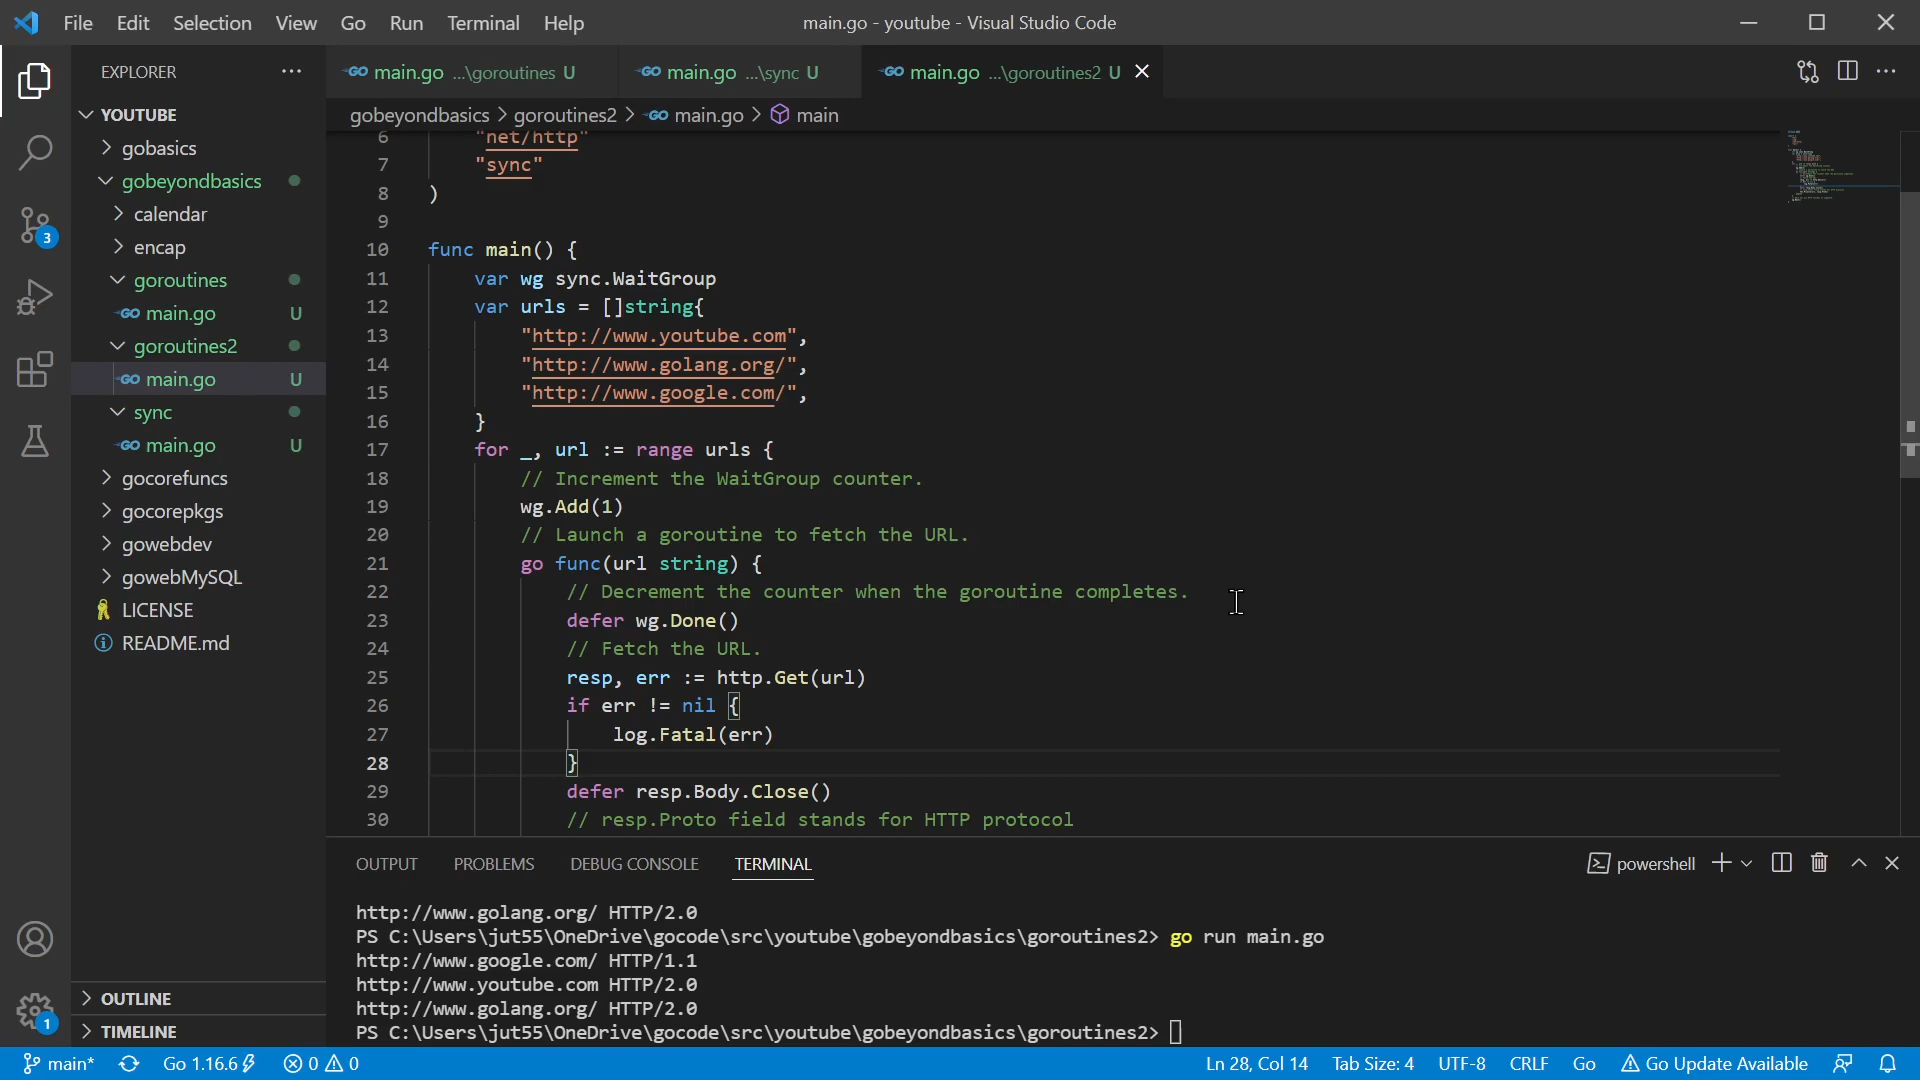 File Edit Selection View Go Run Terminal Help
main.go - youtube - Visual Studio Code
EXPLORER
YOUTUBE
gobasics
gobeyondbasics
calendar
encap
goroutines
GO main.go U
goroutines2
GO main.go U
sync
GO main.go U
gocorefuncs
gocorepkgs
gowebdev
gowebMySQL
LICENSE
README.md
OUTLINE
TIMELINE
3
1
GO main.go ...\goroutines U
GO main.go ...\sync U
GO main.go ...\goroutines2 U
gobeyondbasics > goroutines2 > GO main.go > main
6 "net/http"
7 "sync"
8 )
9
10 func main() {
11 var wg sync.WaitGroup
12 var urls = []string{
13 "http://www.youtube.com",
14 "http://www.golang.org/",
15 "http://www.google.com/",
16 }
17 for _, url := range urls {
18 // Increment the WaitGroup counter.
19 wg.Add(1)
20 // Launch a goroutine to fetch the URL.
21 go func(url string) {
22 // Decrement the counter when the goroutine completes.
23 defer wg.Done()
24 // Fetch the URL.
25 resp, err := http.Get(url)
26 if err != nil {
27 log.Fatal(err)
28 }
29 defer resp.Body.Close()
30 // resp.Proto field stands for HTTP protocol
OUTPUT PROBLEMS DEBUG CONSOLE TERMINAL
powershell
http://www.golang.org/ HTTP/2.0
PS C:\Users\jut55\OneDrive\gocode\src\youtube\gobeyondbasics\goroutines2> go run main.go
http://www.google.com/ HTTP/1.1
http://www.youtube.com HTTP/2.0
http://www.golang.org/ HTTP/2.0
PS C:\Users\jut55\OneDrive\gocode\src\youtube\gobeyondbasics\goroutines2>
main* Go 1.16.6 0 0 Ln 28, Col 14 Tab Size: 4 UTF-8 CRLF Go Go Update Available